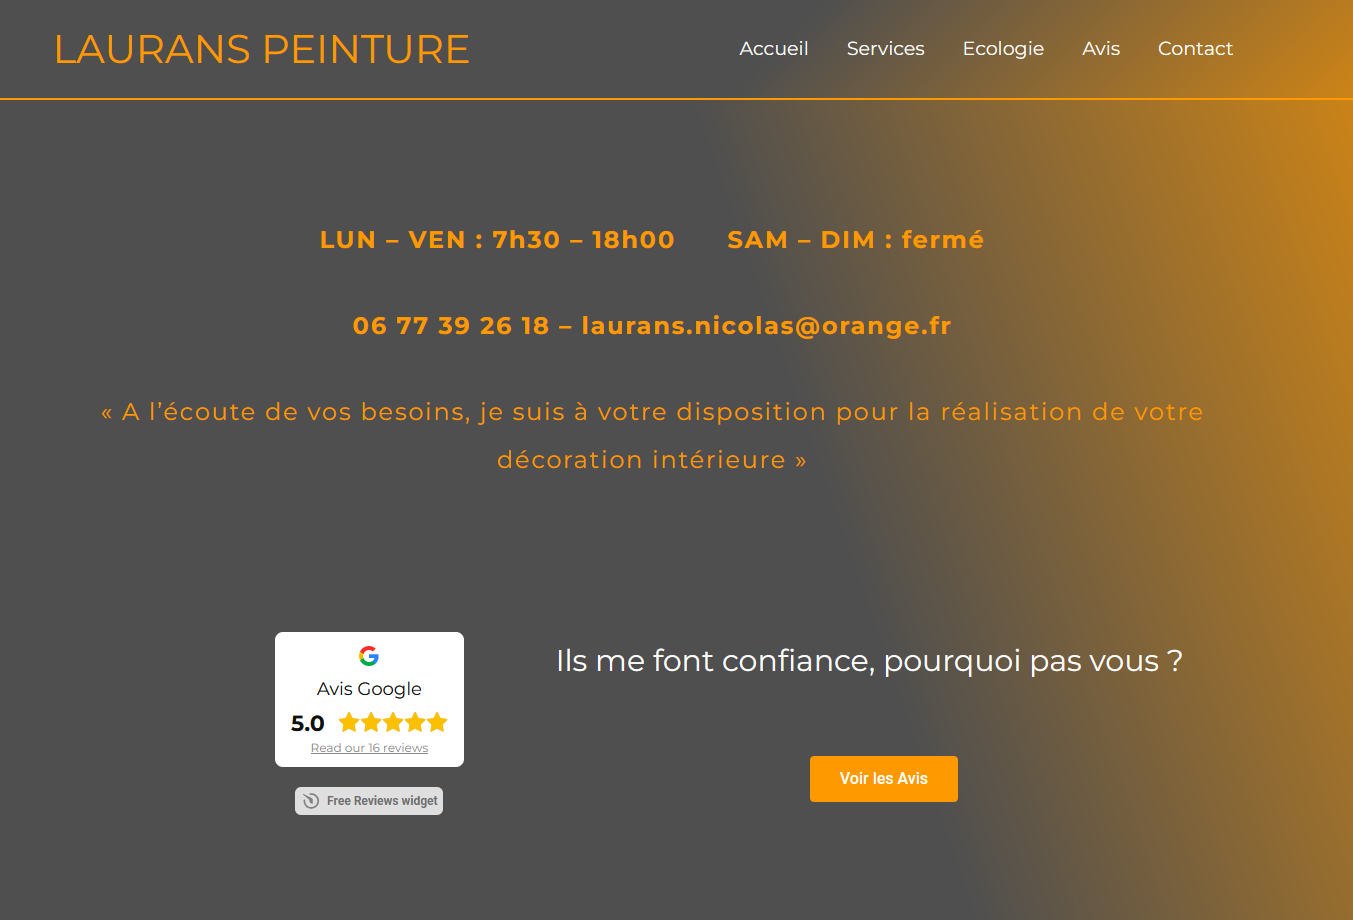 LAURANS PEINTURE
Accueil Services Ecologie Avis Contact
LUN – VEN : 7h30 – 18h00 SAM – DIM : fermé
06 77 39 26 18 – laurans.nicolas@orange.fr
« A l’écoute de vos besoins, je suis à votre disposition pour la réalisation de votre
décoration intérieure »
Avis Google
5.0
Read our 16 reviews
Free Reviews widget
Ils me font confiance, pourquoi pas vous ?
Voir les Avis